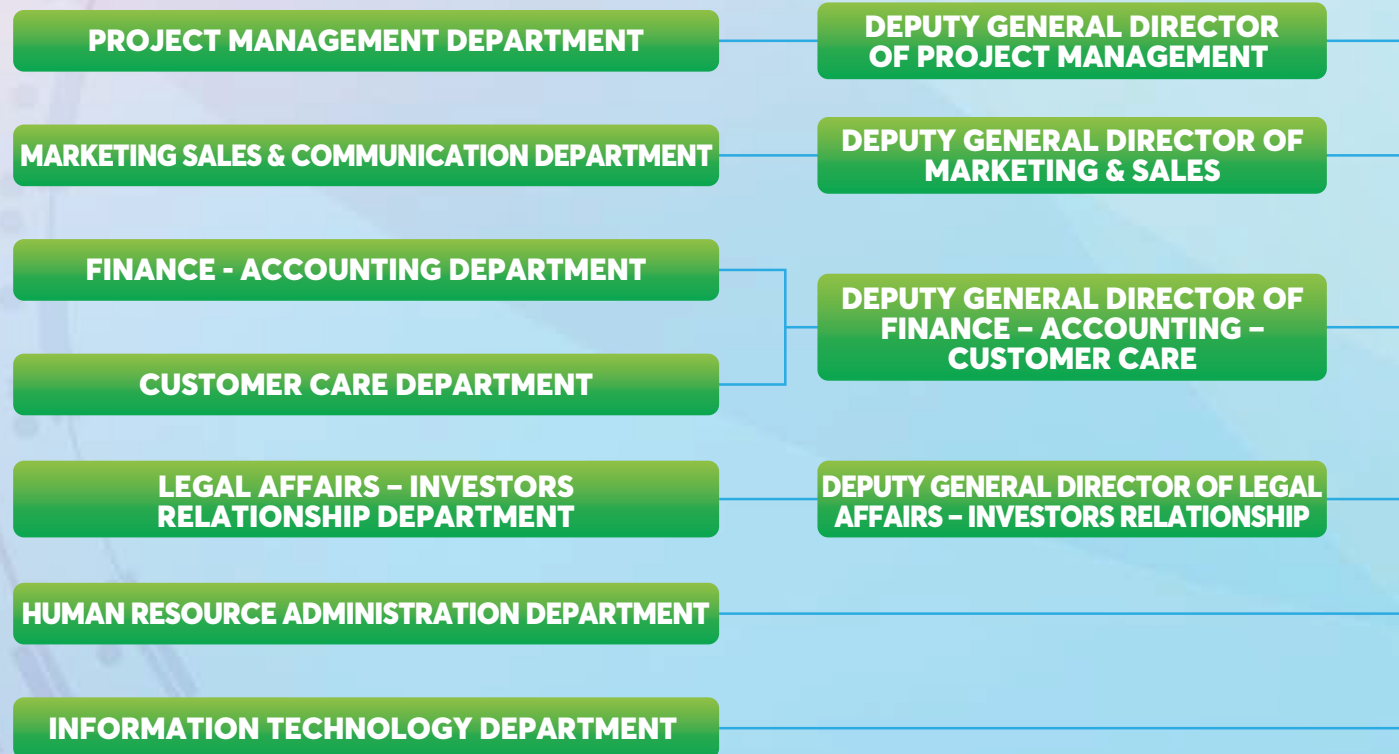 PROJECT MANAGEMENT DEPARTMENT
DEPUTY GENERAL DIRECTOR
OF PROJECT MANAGEMENT
MARKETING SALES & COMMUNICATION DEPARTMENT
DEPUTY GENERAL DIRECTOR OF
MARKETING & SALES
FINANCE - ACCOUNTING DEPARTMENT
CUSTOMER CARE DEPARTMENT
DEPUTY GENERAL DIRECTOR OF
FINANCE – ACCOUNTING –
CUSTOMER CARE
LEGAL AFFAIRS – INVESTORS
RELATIONSHIP DEPARTMENT
DEPUTY GENERAL DIRECTOR OF LEGAL
AFFAIRS – INVESTORS RELATIONSHIP
HUMAN RESOURCE ADMINISTRATION DEPARTMENT
INFORMATION TECHNOLOGY DEPARTMENT